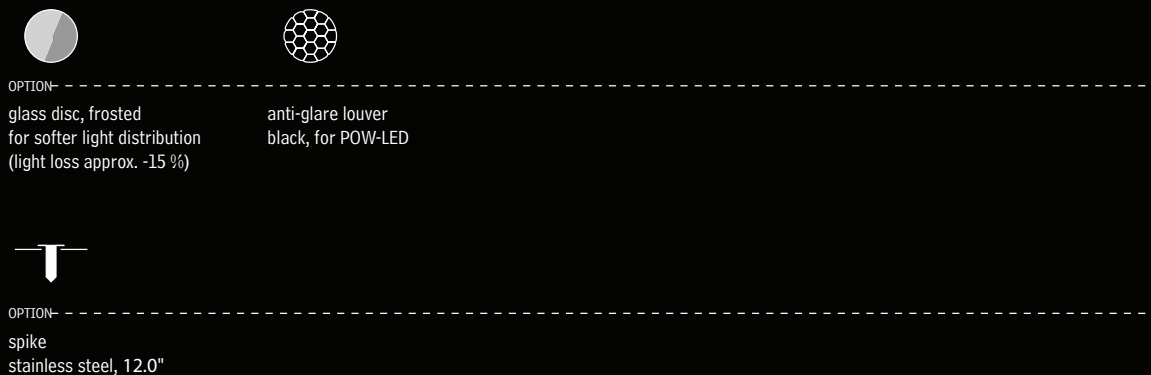 OPTION
glass disc, frosted
for softer light distribution
(light loss approx. -15 %)
anti-glare louver
black, for POW-LED
OPTION
spike
stainless steel, 12.0"